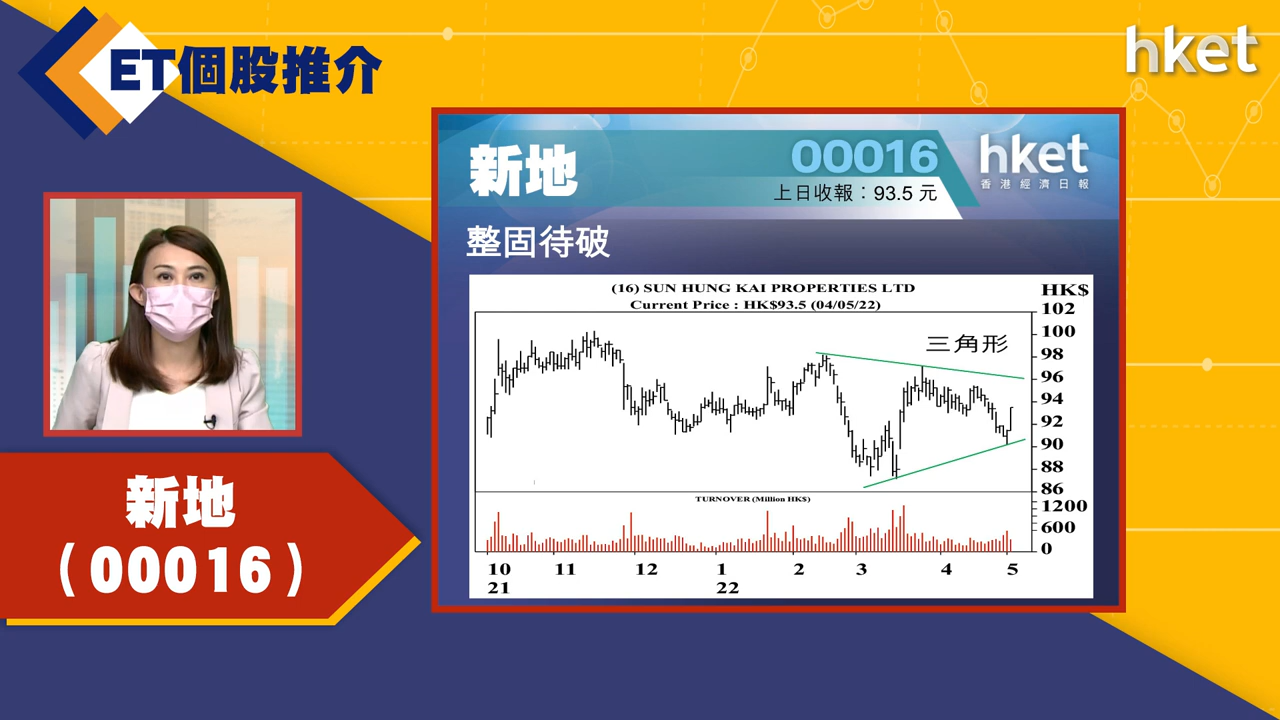 ET個股推介
hket
新地
00016
hket
香港經濟日報
上日收報：93.5 元
整固待破
(16) SUN HUNG KAI PROPERTIES LTD
Current Price : HK$93.5 (04/05/22)
HK$
102
100
98
96
94
92
90
88
86
三角形
TURNOVER (Million HK$)
1200
600
0
10 11 12 1 2 3 4 5
21 22
新地
（00016）